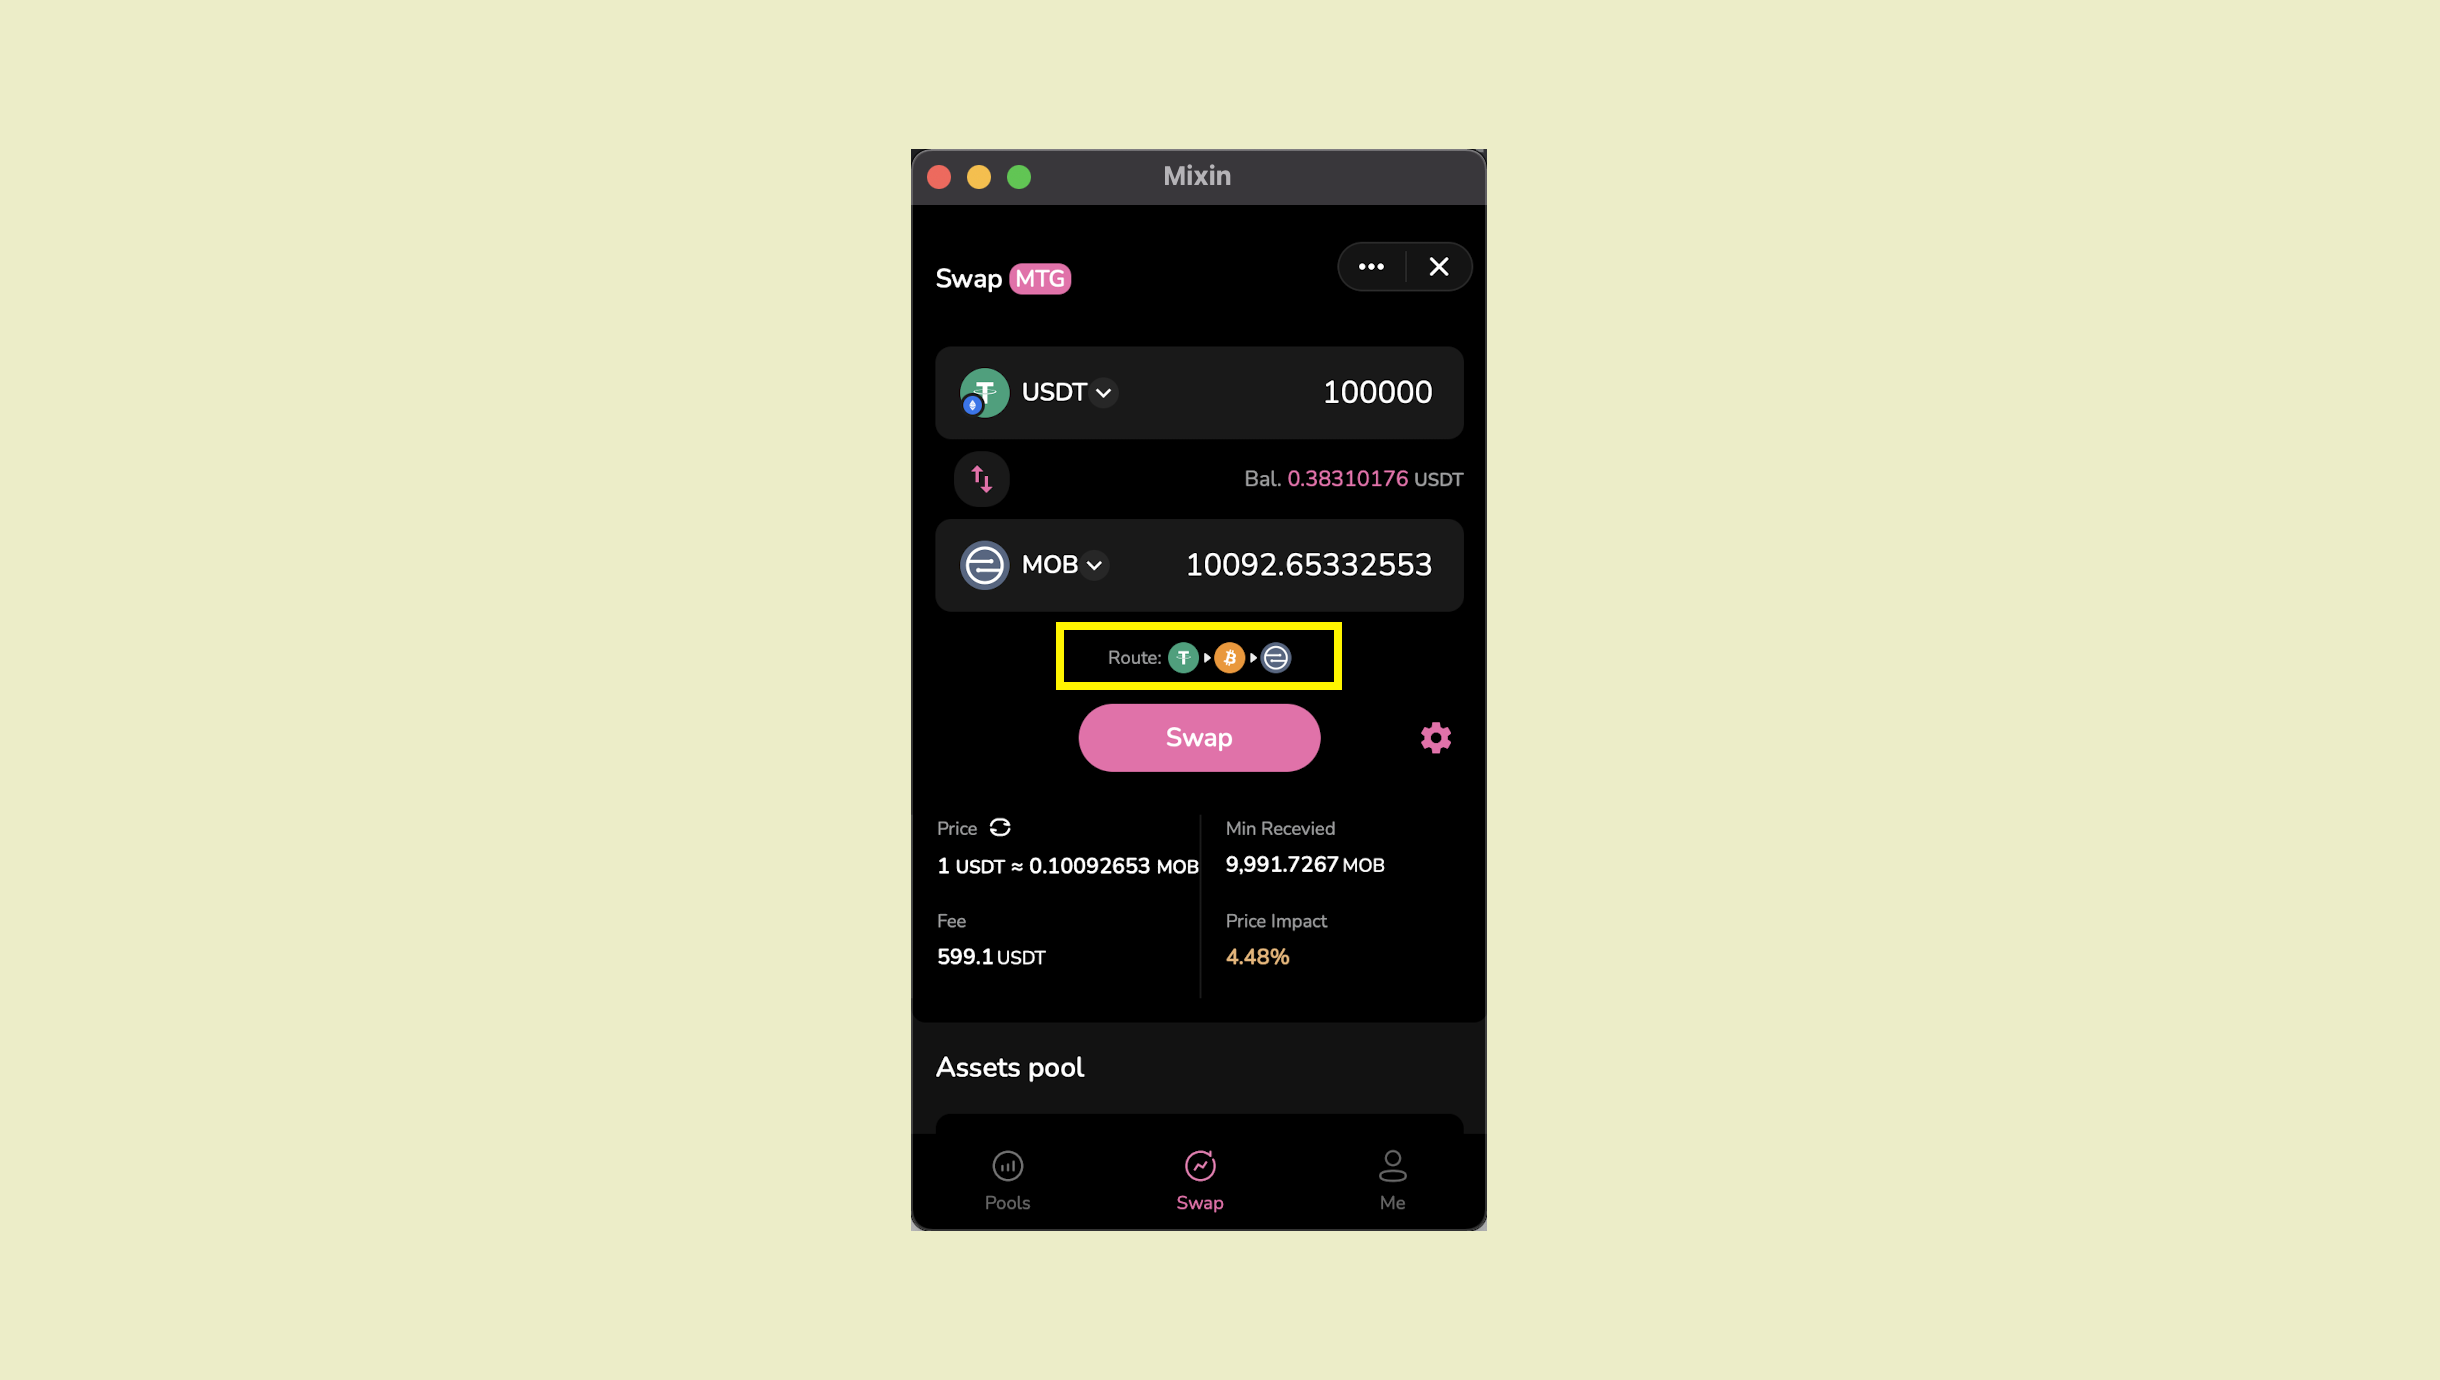 Mixin
Swap MTG
USDT 100000
Bal. 0.38310176 USDT
MOB 10092.65332553
Route:
Swap
Price
Min Recevied
1 USDT ≈ 0.10092653 MOB
9,991.7267 MOB
Fee
Price Impact
599.1 USDT
4.48%
Assets pool
Pools
Swap
Me